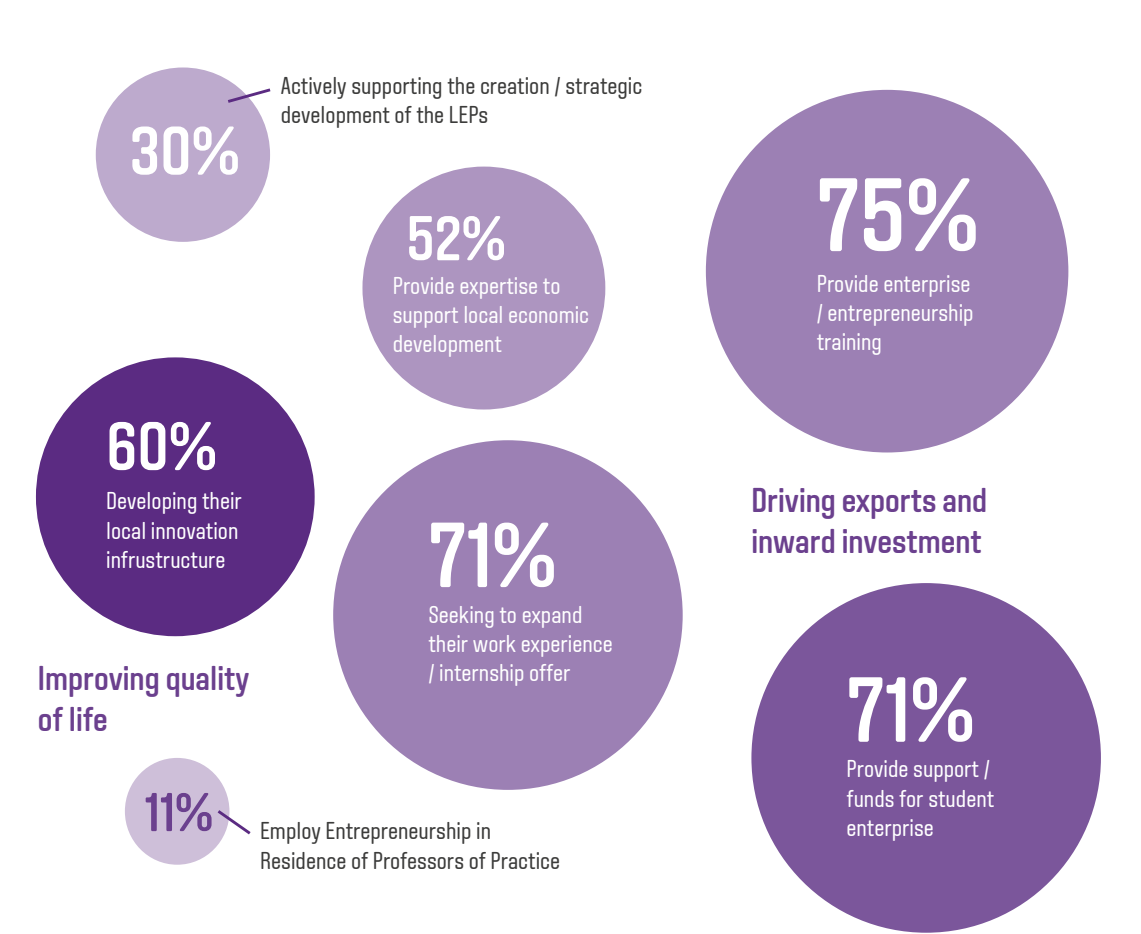 30%
Actively supporting the creation / strategic
development of the LEPs
52%
Provide expertise to
support local economic
development
75%
Provide enterprise
/ entrepreneurship
training
60%
Developing their
local innovation
infrustructure
71%
Seeking to expand
their work experience
/ internship offer
Driving exports and
inward investment
Improving quality
of life
71%
Provide support /
funds for student
enterprise
11%
Employ Entrepreneurship in
Residence of Professors of Practice